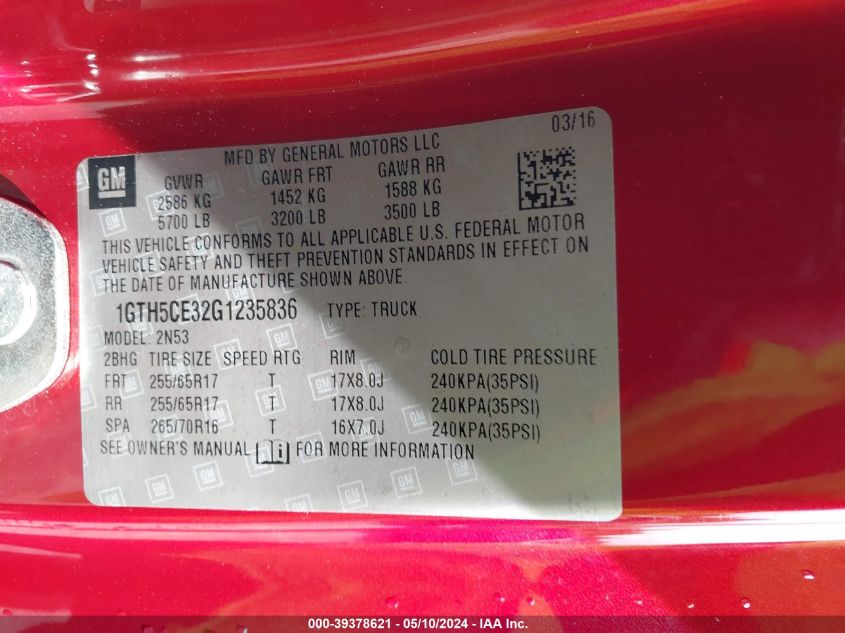 03/16
MFD BY GENERAL MOTORS LLC
GM
GVWR GAWR FRT GAWR RR
2586 KG 1452 KG 1588 KG
5700 LB 3200 LB 3500 LB
THIS VEHICLE CONFORMS TO ALL APPLICABLE U.S. FEDERAL MOTOR
VEHICLE SAFETY AND THEFT PREVENTION STANDARDS IN EFFECT ON
THE DATE OF MANUFACTURE SHOWN ABOVE.
1GTH5CE32G1235836 TYPE: TRUCK
MODEL: 2N53
2BHG TIRE SIZE SPEED RTG RIM COLD TIRE PRESSURE
FRT 255/65R17 T 17X8.0J 240KPA(35PSI)
RR 255/65R17 T 17X8.0J 240KPA(35PSI)
SPA 265/70R16 T 16X7.0J 240KPA(35PSI)
SEE OWNER'S MANUAL FOR MORE INFORMATION
000-39378621 - 05/10/2024 - IAA Inc.